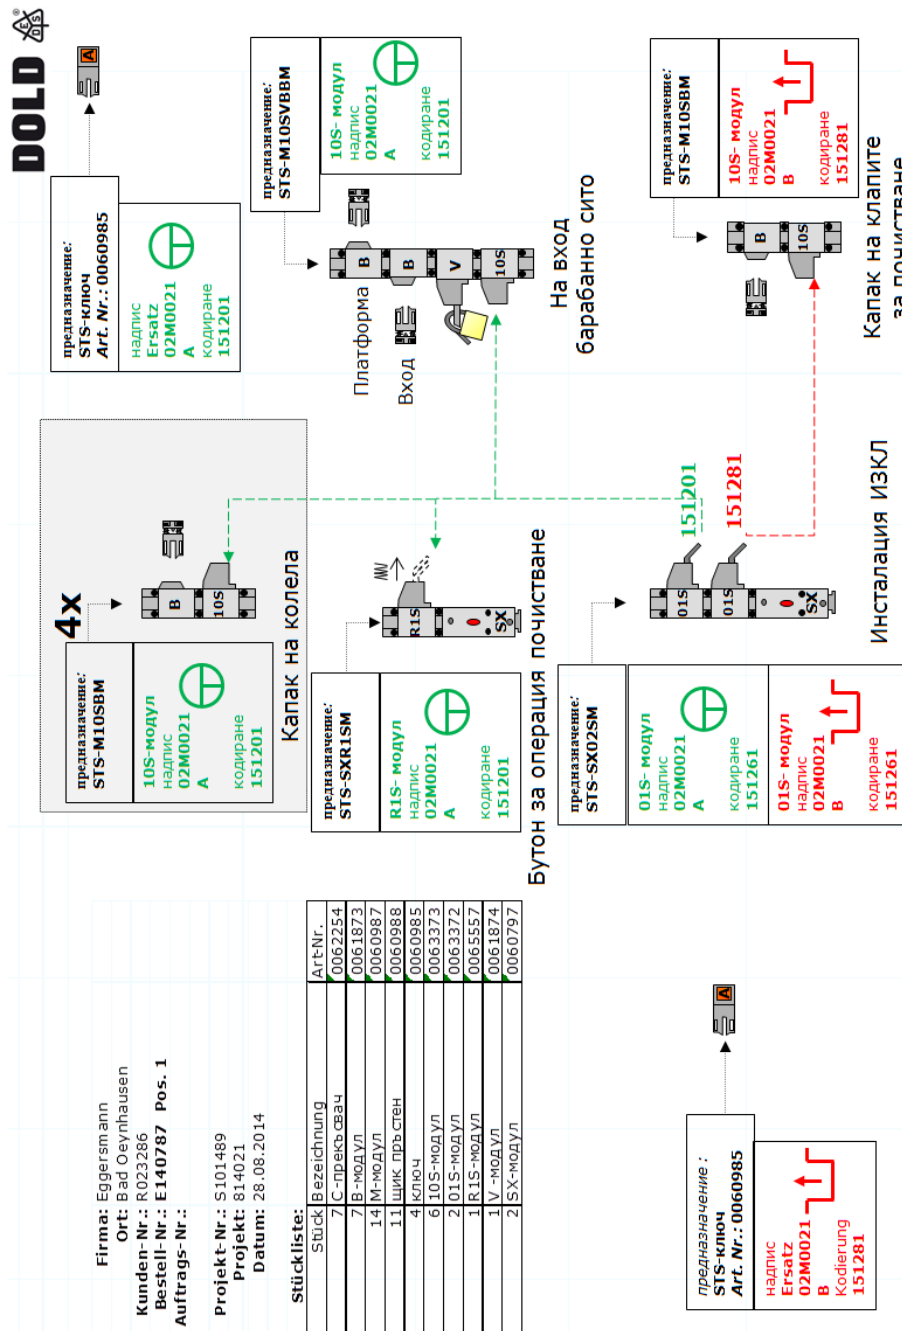 DOLD
Firma: Eggersmann
Ort: Bad Oeynhausen
Kunden-Nr.: R023286
Bestell-Nr.: E140787 Pos. 1
Auftrags-Nr.:
Projekt-Nr.: S101489
Projekt: 814021
Datum: 28.08.2014
Stückliste:
Stück Bezeichnung Art-Nr.
7 С-прекъсвач 0062254
7 В-модул 0061873
14 М-модул 0060987
11 щик пръстен 0060988
4 ключ 0060985
6 10S-модул 0063373
2 01S-модул 0063372
1 R1S-модул 0065557
1 V -модул 0061874
2 SX-модул 0060797
предназначение :
STS-ключ
Art. Nr.: 0060985
надпис
Ersatz
02M0021
B
Kodierung
151281
A
4x
предназначение:
STS-M10SBM
10S-модул
надпис
02M0021
A
кодиране
151201
B
10S
Капак на колела
предназначение:
STS-SXR1SM
R1S- модул
надпис
02M0021
A
кодиране
151201
R1S
SX
Бутон за операция почистване
предназначение:
STS-SX02SM
01S- модул
надпис
02M0021
A
кодиране
151261
01S- модул
надпис
02M0021
B
кодиране
151261
01S
01S
SX
151201
151281
Инсталация ИЗКЛ
предназначение:
STS-ключ
Art. Nr.: 0060985
надпис
Ersatz
02M0021
A
кодиране
151201
A
предназначение:
STS-M10SVBBM
10S- модул
надпис
02M0021
A
кодиране
151201
Платформа
Вход
B
B
V
10S
На вход
барабанно сито
предназначение:
STS-M10SBM
10S- модул
надпис
02M0021
B
кодиране
151281
B
10S
Капак на клапите
за почистване